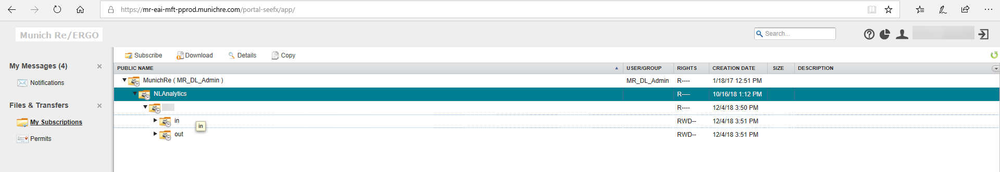 https://mr-eai-mft-pprod.munichre.com/portal-seefx/app/
Munich Re/ERGO
Search...
My Messages (4)
Notifications
Files & Transfers
My Subscriptions
Permits
Subscribe Download Details Copy
PUBLIC NAME USER/GROUP RIGHTS CREATION DATE SIZE DESCRIPTION
MunichRe ( MR_DL_Admin ) MR_DL_Admin R---- 1/18/17 12:51 PM
NLAnalytics R---- 10/16/18 1:12 PM
R---- 12/4/18 3:50 PM
in RWD-- 12/4/18 3:51 PM
in
out RWD-- 12/4/18 3:51 PM